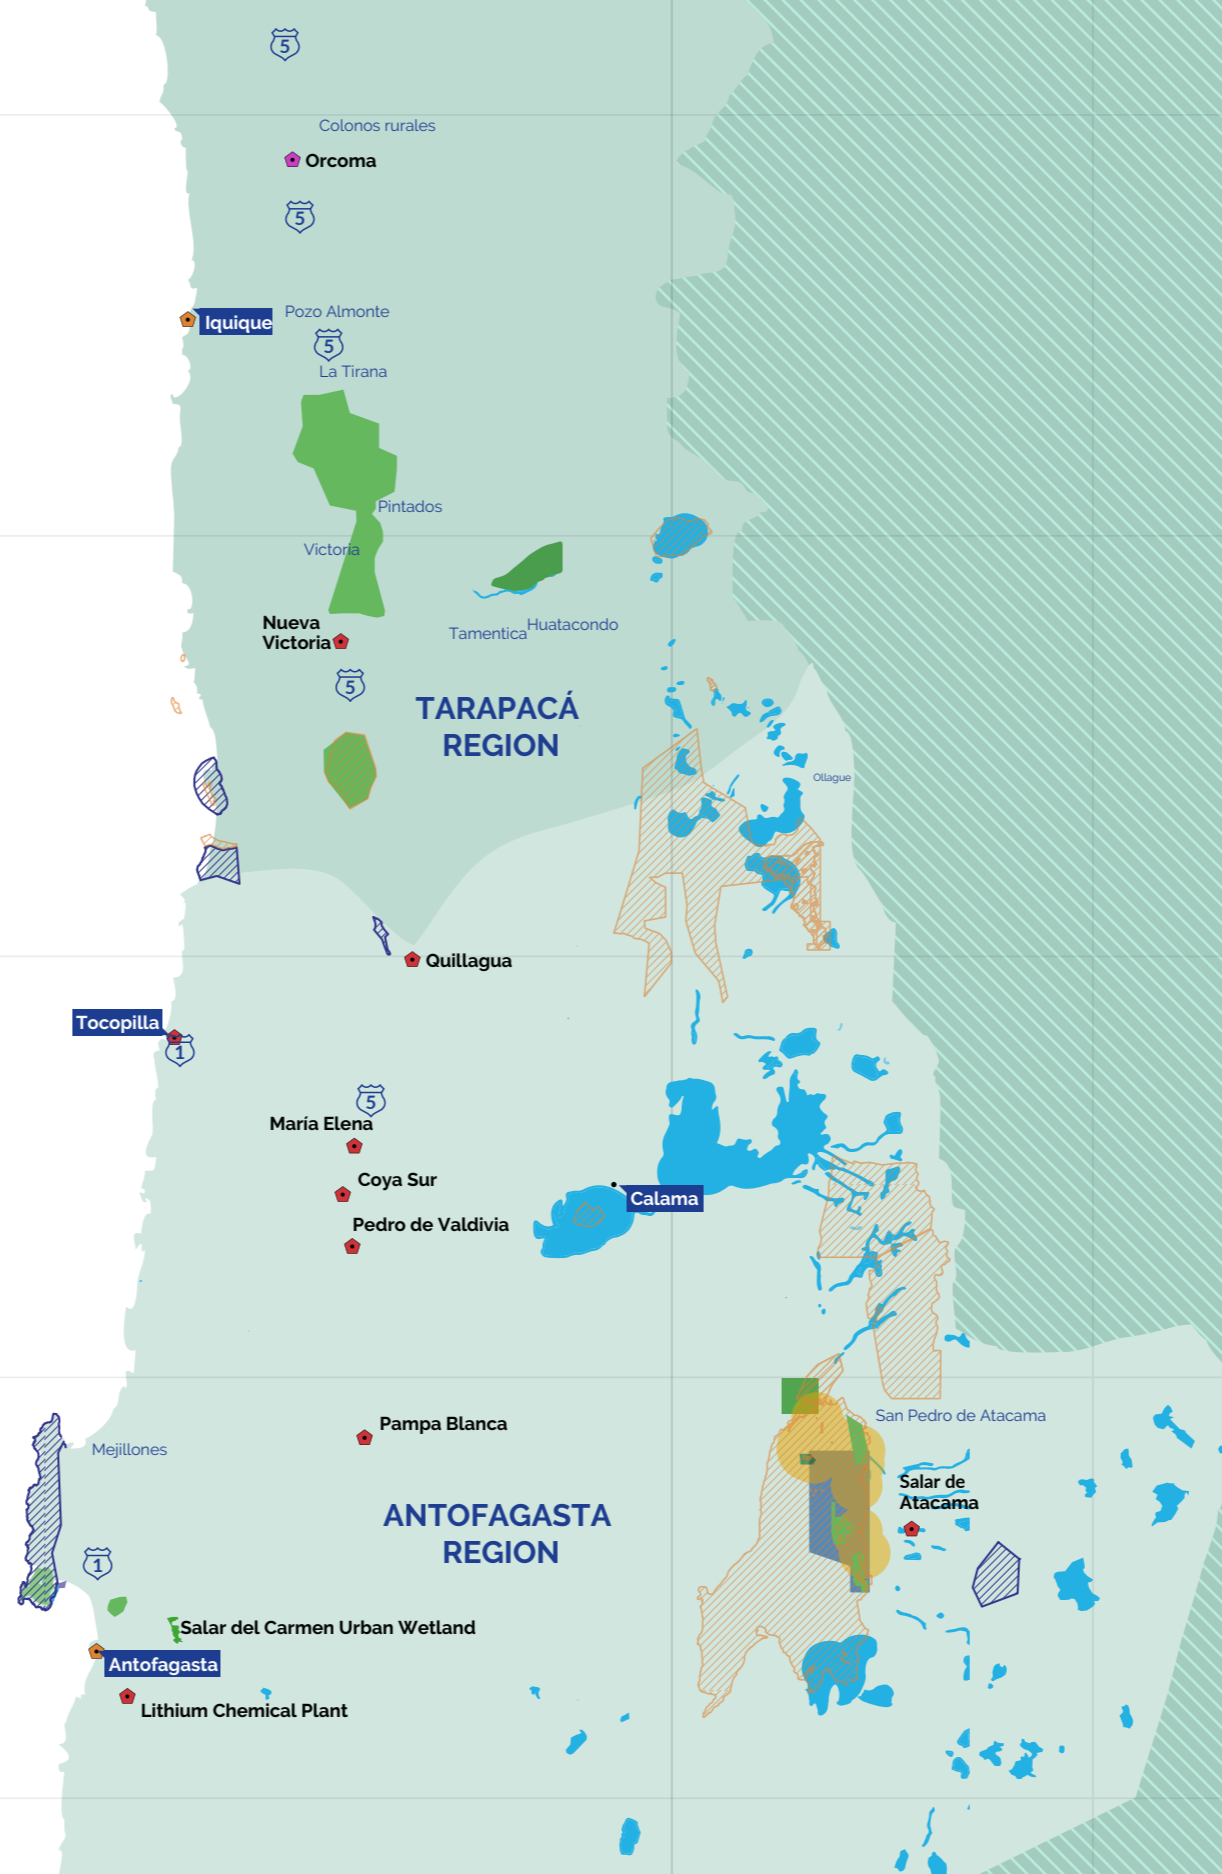 5
Colonos rurales
Orcoma
5
Iquique
Pozo Almonte
5
La Tirana
Pintados
Victoria
Nueva
Victoria
Tamentica
Huatacondo
5
TARAPACÁ
REGION
Ollague
Quillagua
Tocopilla
1
5
María Elena
Coya Sur
Calama
Pedro de Valdivia
San Pedro de Atacama
Pampa Blanca
Mejillones
Salar de
Atacama
ANTOFAGASTA
REGION
1
Salar del Carmen Urban Wetland
Antofagasta
Lithium Chemical Plant